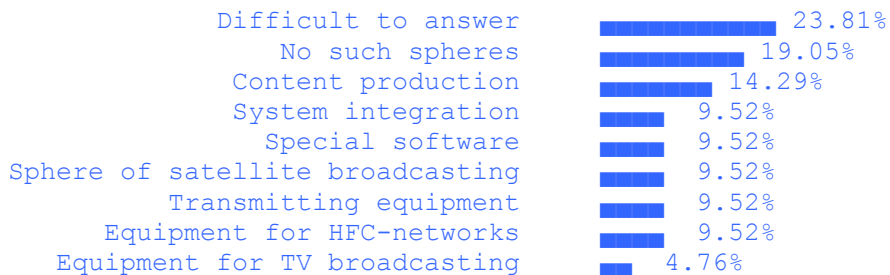 Difficult to answer 23.81%
No such spheres 19.05%
Content production 14.29%
System integration 9.52%
Special software 9.52%
Sphere of satellite broadcasting 9.52%
Transmitting equipment 9.52%
Equipment for HFC-networks 9.52%
Equipment for TV broadcasting 4.76%